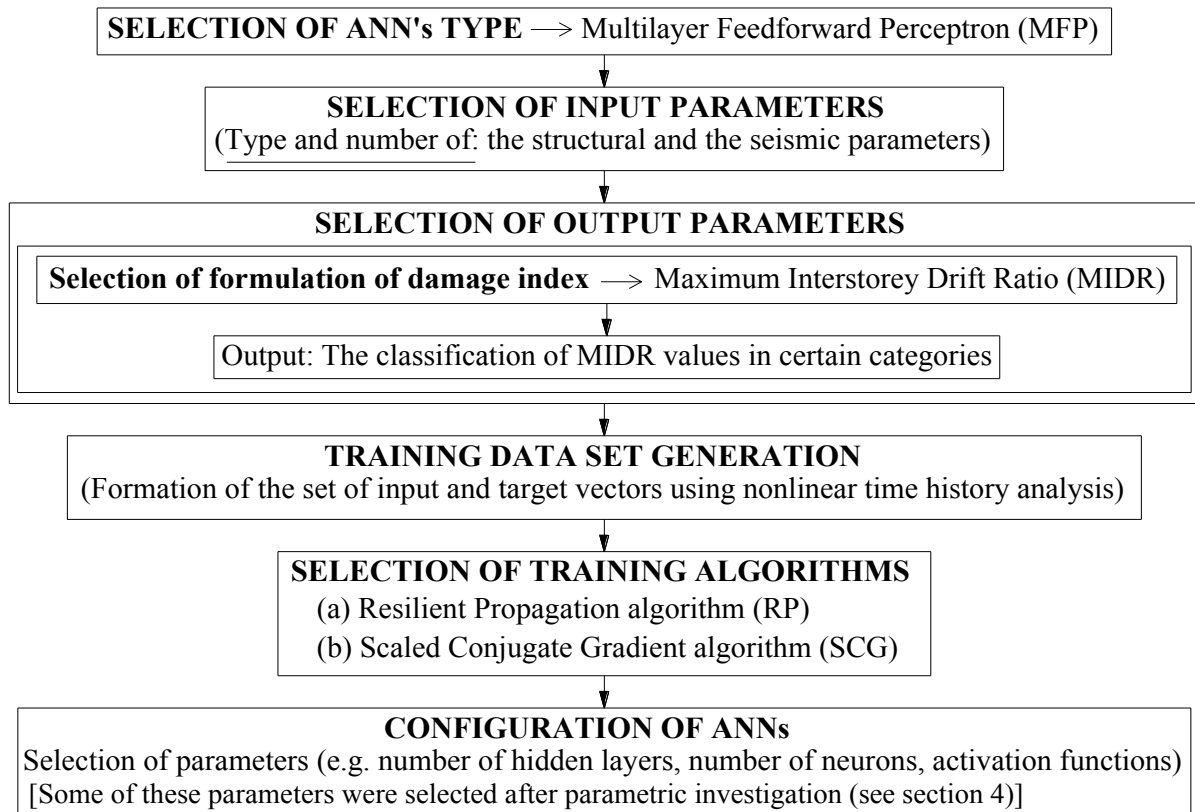 SELECTION OF ANN's TYPE → Multilayer Feedforward Perceptron (MFP)
SELECTION OF INPUT PARAMETERS
(Type and number of: the structural and the seismic parameters)
SELECTION OF OUTPUT PARAMETERS
Selection of formulation of damage index → Maximum Interstorey Drift Ratio (MIDR)
Output: The classification of MIDR values in certain categories
TRAINING DATA SET GENERATION
(Formation of the set of input and target vectors using nonlinear time history analysis)
SELECTION OF TRAINING ALGORITHMS
(a) Resilient Propagation algorithm (RP)
(b) Scaled Conjugate Gradient algorithm (SCG)
CONFIGURATION OF ANNs
Selection of parameters (e.g. number of hidden layers, number of neurons, activation functions)
[Some of these parameters were selected after parametric investigation (see section 4)]